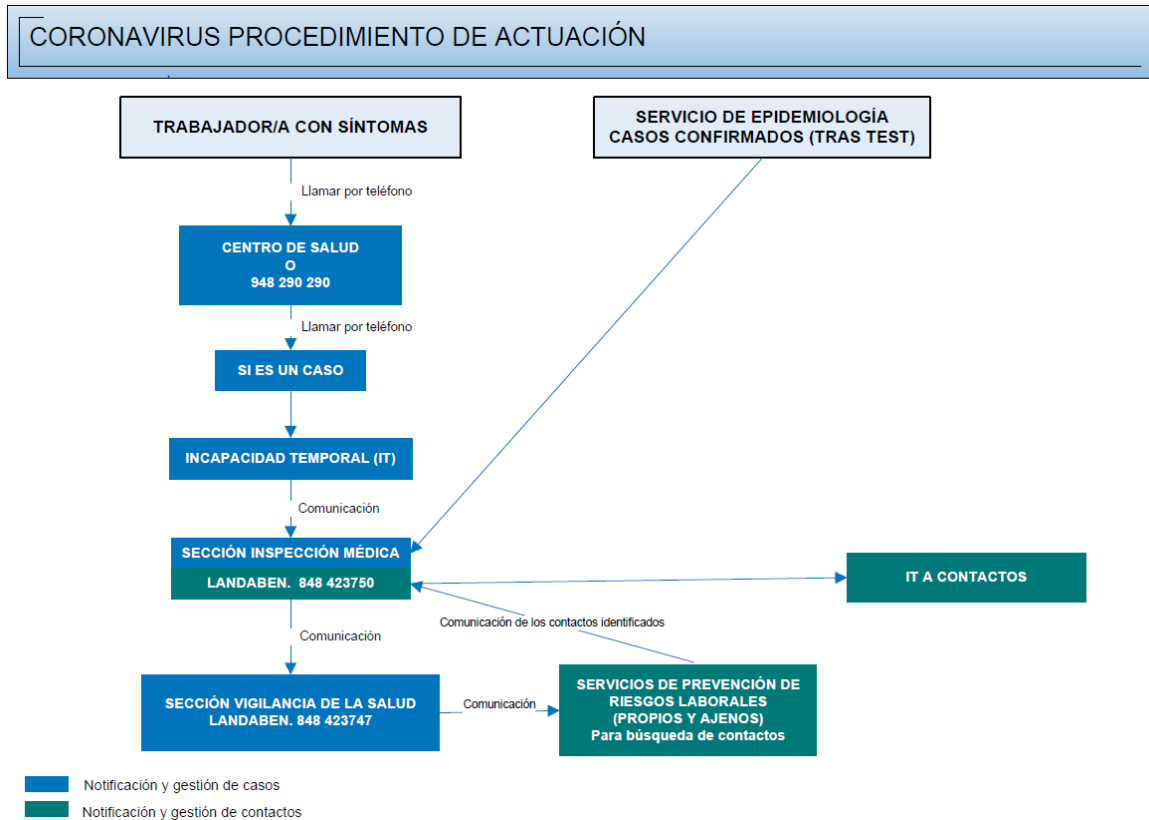 CORONAVIRUS PROCEDIMIENTO DE ACTUACIÓN
TRABAJADOR/A CON SÍNTOMAS
SERVICIO DE EPIDEMIOLOGÍA
CASOS CONFIRMADOS (TRAS TEST)
Llamar por teléfono
CENTRO DE SALUD
O
948 290 290
Llamar por teléfono
SI ES UN CASO
INCAPACIDAD TEMPORAL (IT)
Comunicación
SECCIÓN INSPECCIÓN MÉDICA
LANDABEN. 848 423750
IT A CONTACTOS
Comunicación de los contactos identificados
Comunicación
SECCIÓN VIGILANCIA DE LA SALUD
LANDABEN. 848 423747
Comunicación
SERVICIOS DE PREVENCIÓN DE
RIESGOS LABORALES
(PROPIOS Y AJENOS)
Para búsqueda de contactos
Notificación y gestión de casos
Notificación y gestión de contactos